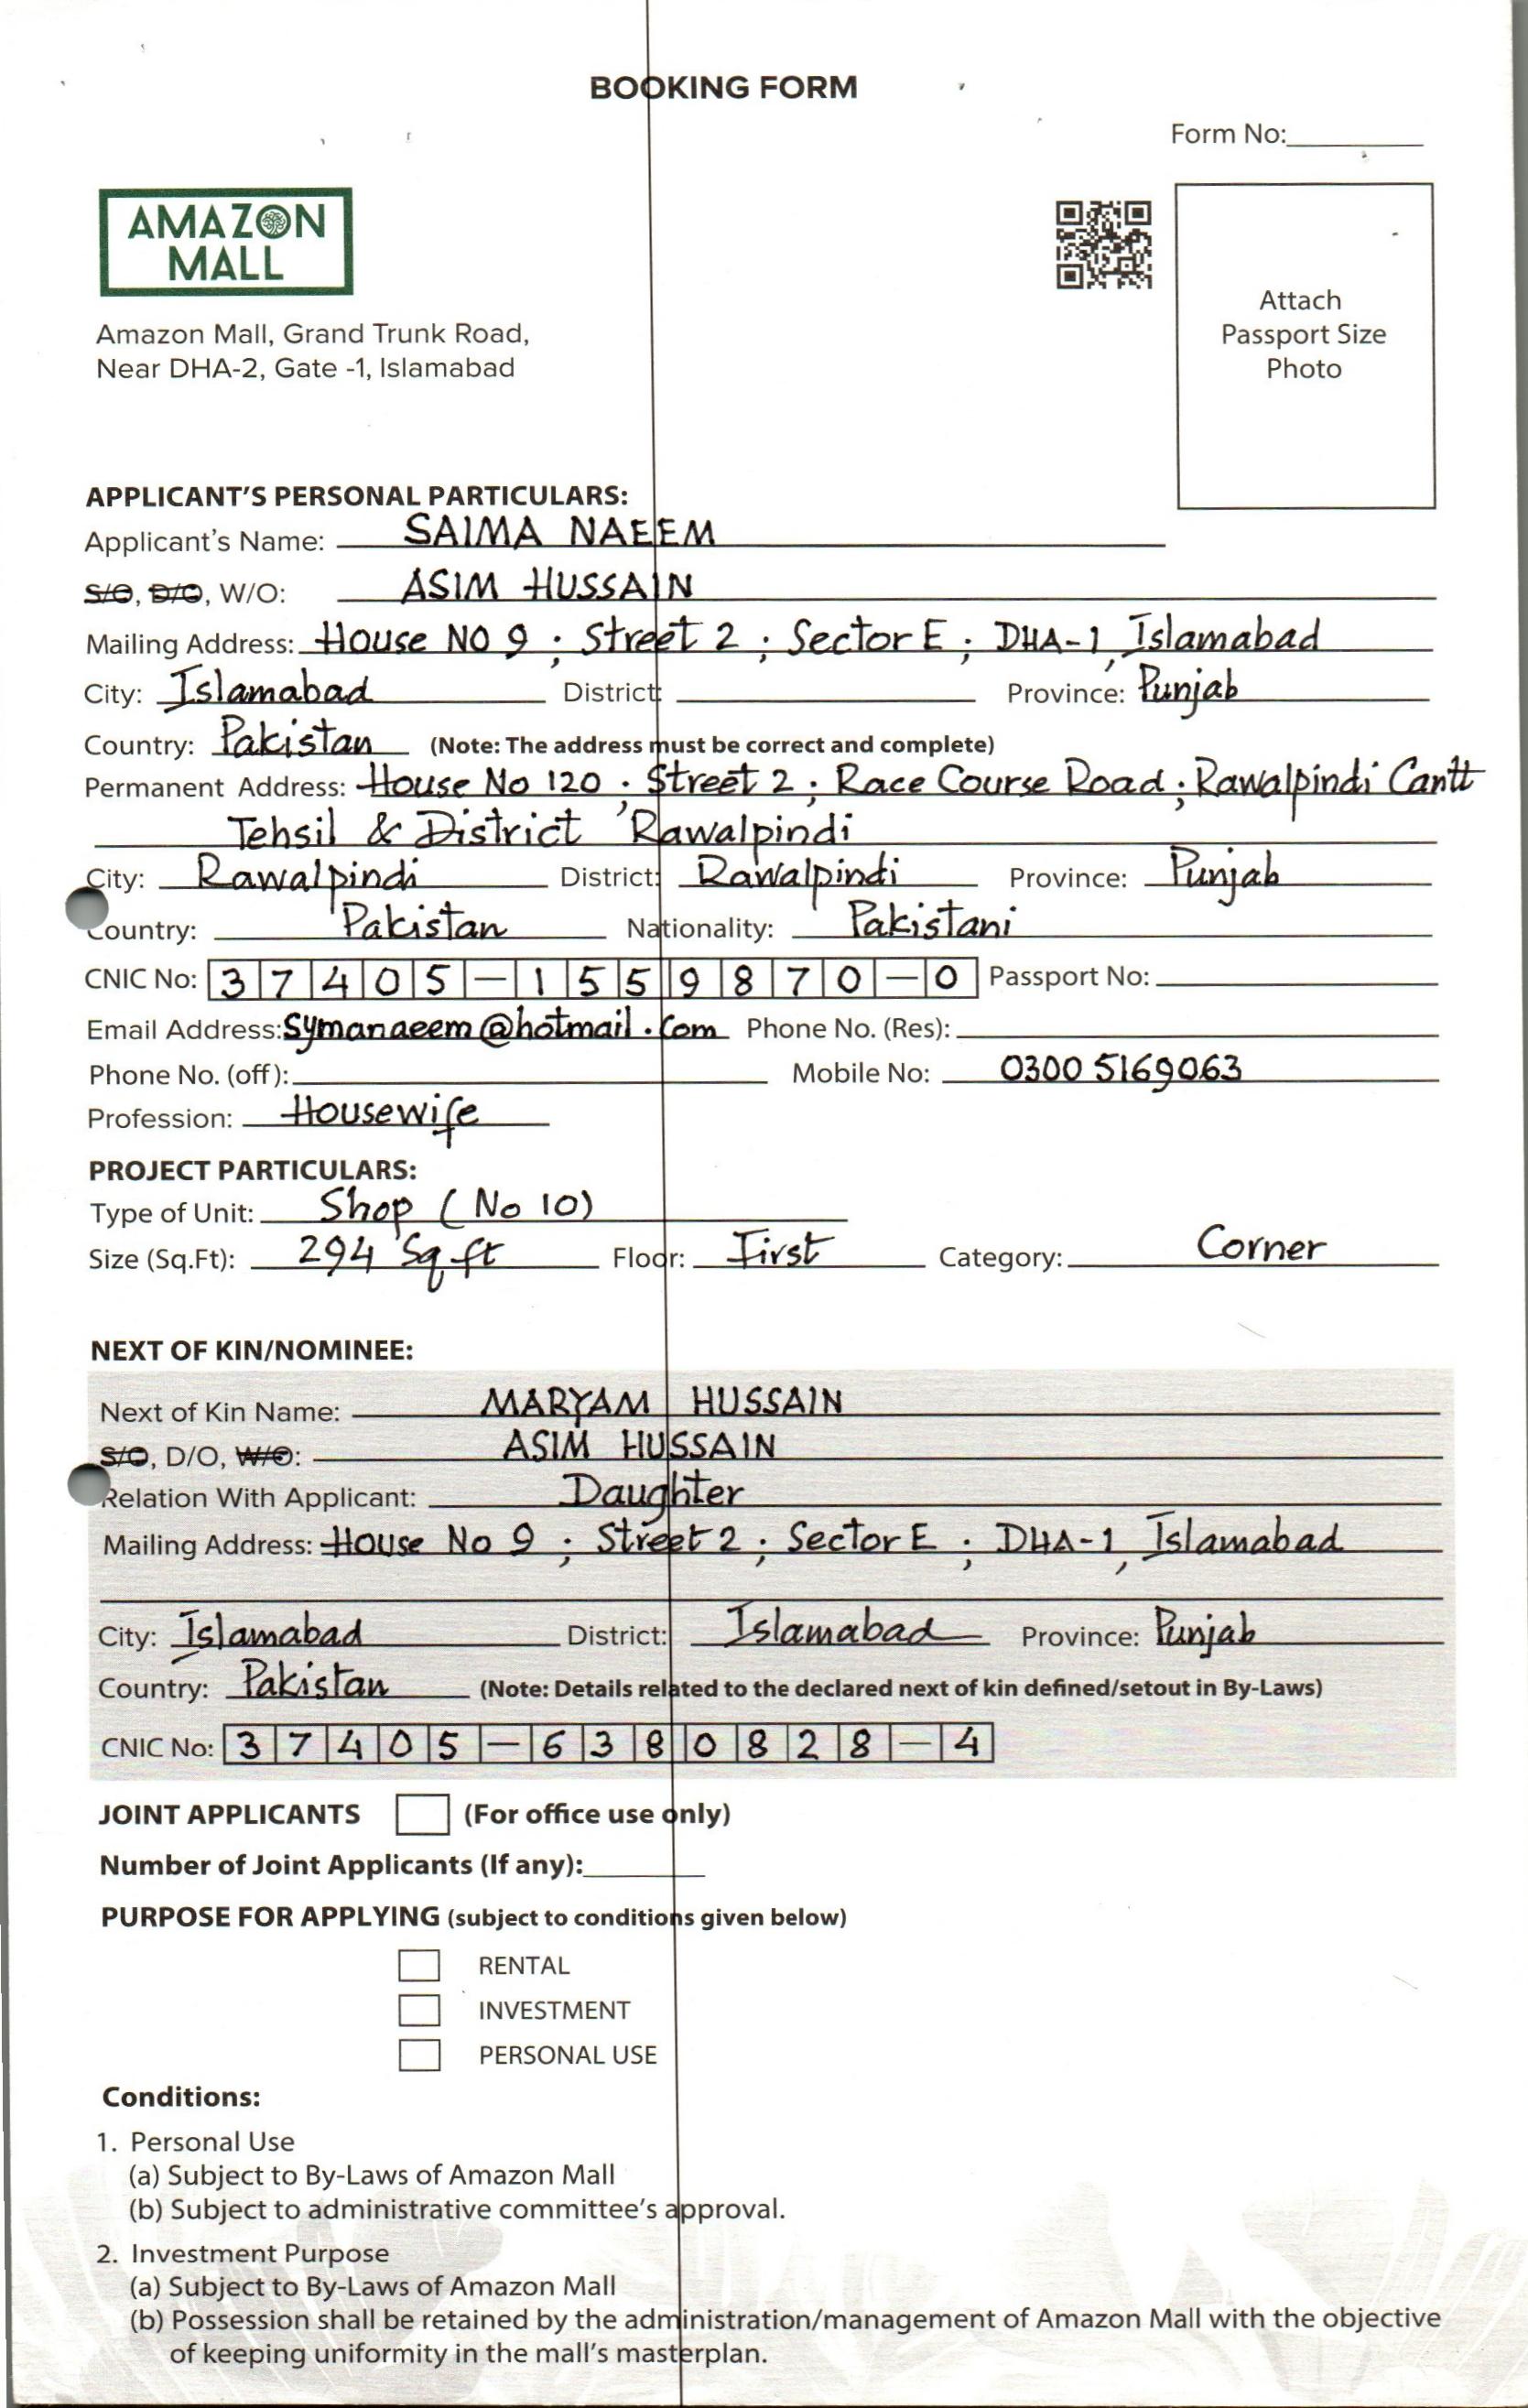 BOOKING FORM
Form No:
AMAZON
MALL
Attach
Passport Size
Photo
Amazon Mall, Grand Trunk Road,
Near DHA-2, Gate -1, Islamabad
APPLICANT'S PERSONAL PARTICULARS:
Applicant's Name: SAIMA NAEEM
S/O, D/O, W/O: ASIM HUSSAIN
Mailing Address: House NO 9 ; Street 2 ; Sector E ; DHA-1, Islamabad
City: Islamabad District: Province: Punjab
Country: Pakistan (Note: The address must be correct and complete)
Permanent Address: House No 120 ; Street 2 ; Race Course Road ; Rawalpindi Cantt
Tehsil & District Rawalpindi
City: Rawalpindi District: Rawalpindi Province: Punjab
Country: Pakistan Nationality: Pakistani
CNIC No: 37405-1559870-0 Passport No:
Email Address: symanaeem@hotmail.com Phone No. (Res):
Phone No. (off): Mobile No: 0300 5169063
Profession: Housewife
PROJECT PARTICULARS:
Type of Unit: Shop (No 10)
Size (Sq.Ft): 294 Sq ft Floor: First Category: Corner
NEXT OF KIN/NOMINEE:
Next of Kin Name: MARYAM HUSSAIN
S/O, D/O, W/O: ASIM HUSSAIN
Relation With Applicant: Daughter
Mailing Address: House No 9 ; Street 2 ; Sector E ; DHA-1, Islamabad
City: Islamabad District: Islamabad Province: Punjab
Country: Pakistan (Note: Details related to the declared next of kin defined/setout in By-Laws)
CNIC No: 37405-6380828-4
JOINT APPLICANTS (For office use only)
Number of Joint Applicants (If any):
PURPOSE FOR APPLYING (subject to conditions given below)
RENTAL
INVESTMENT
PERSONAL USE
Conditions:
1. Personal Use
(a) Subject to By-Laws of Amazon Mall
(b) Subject to administrative committee's approval.
2. Investment Purpose
(a) Subject to By-Laws of Amazon Mall
(b) Possession shall be retained by the administration/management of Amazon Mall with the objective
of keeping uniformity in the mall's masterplan.